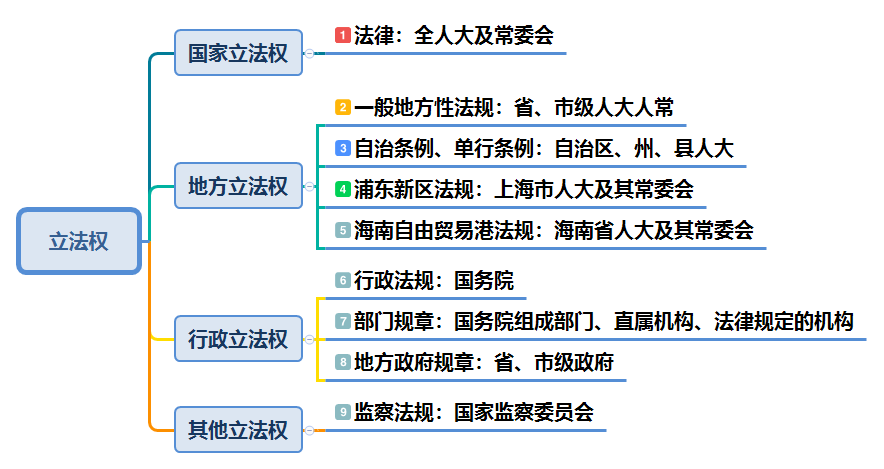 立法权
国家立法权
1 法律：全人大及常委会
地方立法权
2 一般地方性法规：省、市级人大人常
3 自治条例、单行条例：自治区、州、县人大
4 浦东新区法规：上海市人大及其常委会
5 海南自由贸易港法规：海南省人大及其常委会
行政立法权
6 行政法规：国务院
7 部门规章：国务院组成部门、直属机构、法律规定的机构
8 地方政府规章：省、市级政府
其他立法权
9 监察法规：国家监察委员会